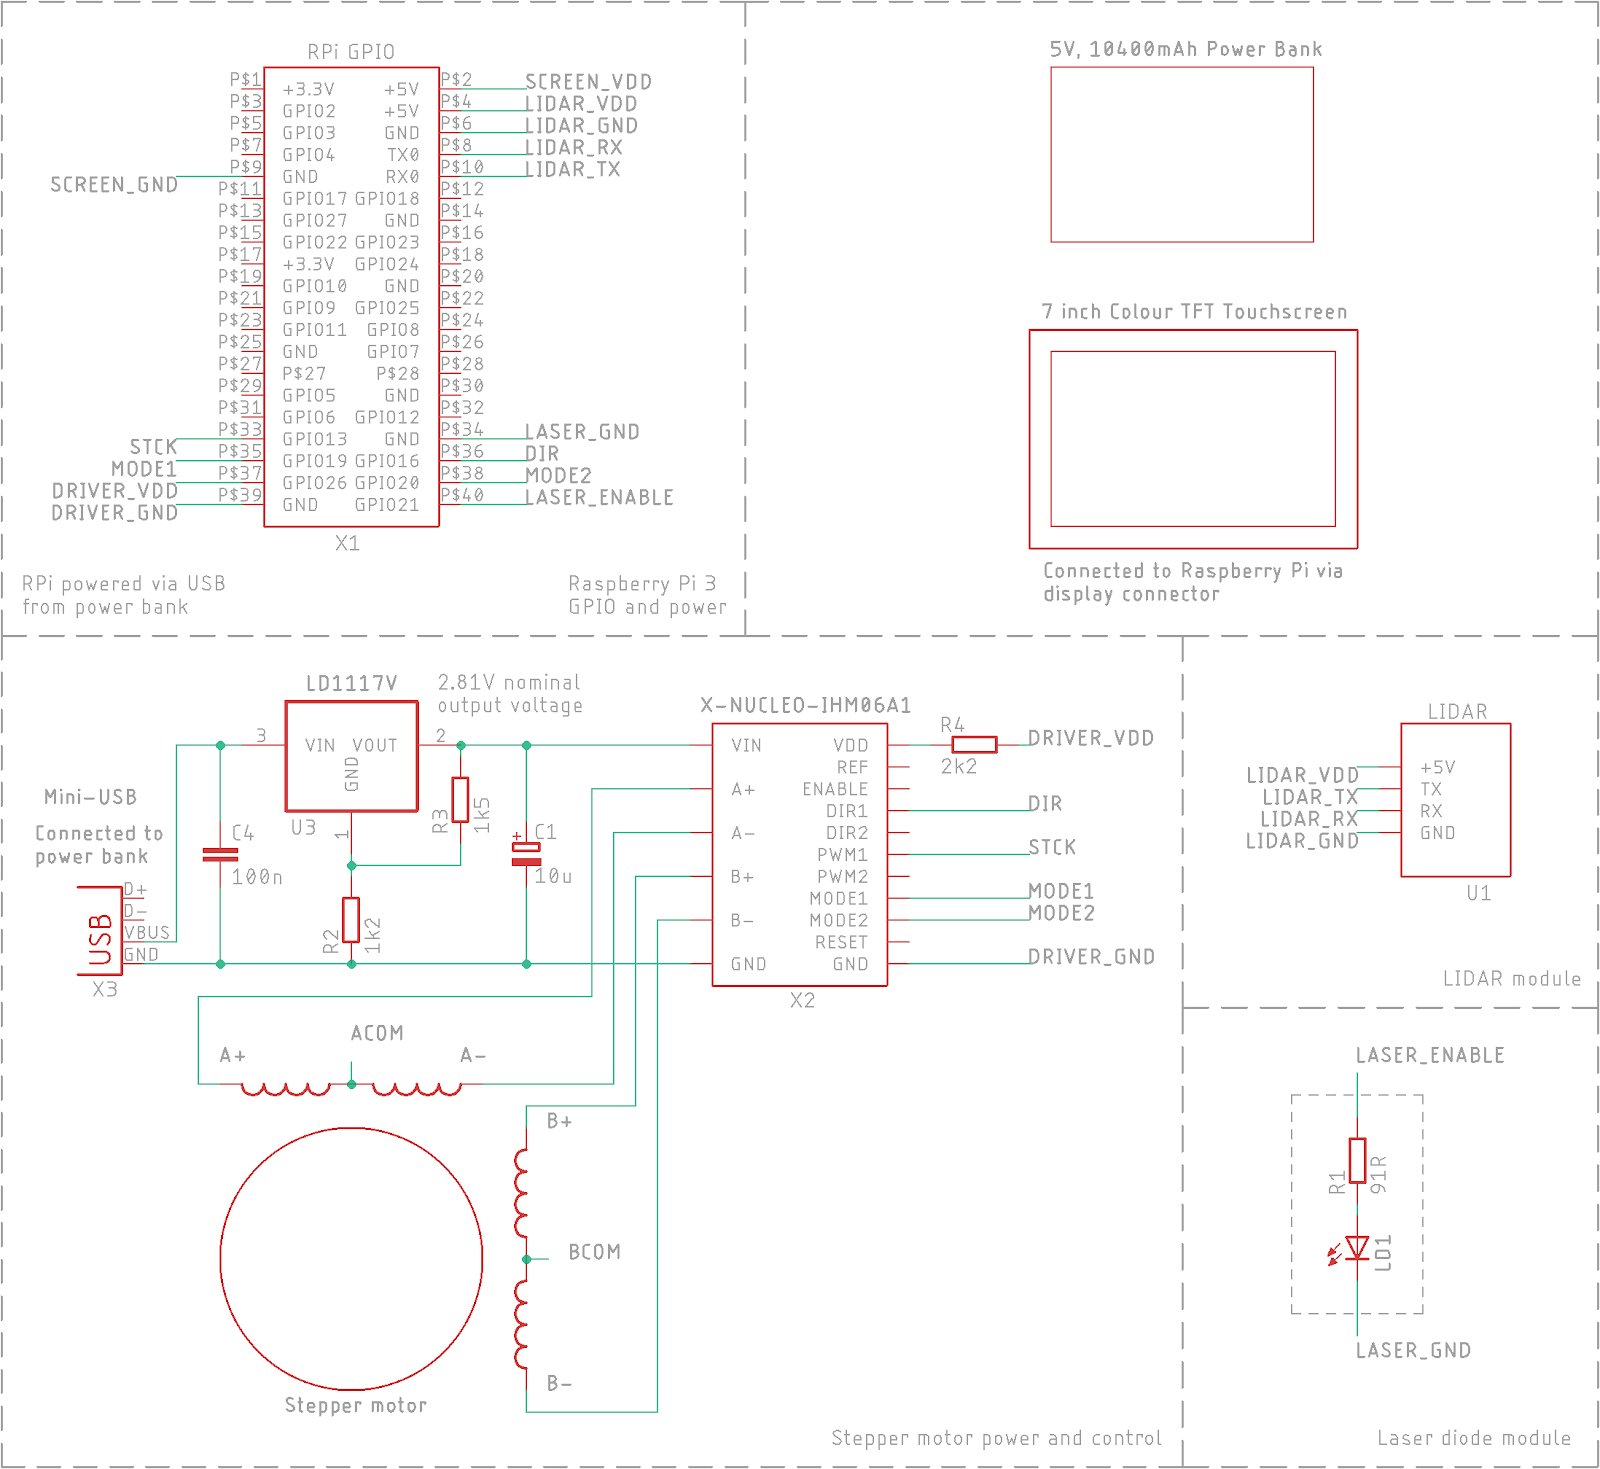 RPi GPIO
P$1 +3.3V +5V P$2 SCREEN_VDD
P$3 GPIO2 +5V P$4 LIDAR_VDD
P$5 GPIO3 GND P$6 LIDAR_GND
P$7 GPIO4 TX0 P$8 LIDAR_RX
SCREEN_GND P$9 GND RX0 P$10 LIDAR_TX
P$11 GPIO17 GPIO18 P$12
P$13 GPIO27 GND P$14
P$15 GPIO22 GPIO23 P$16
P$17 +3.3V GPIO24 P$18
P$19 GPIO10 GND P$20
P$21 GPIO9 GPIO25 P$22
P$23 GPIO11 GPIO8 P$24
P$25 GND GPIO7 P$26
P$27 P$27 P$28 P$28
P$29 GPIO5 GND P$30
P$31 GPIO6 GPIO12 P$32
STCK P$33 GPIO13 GND P$34 LASER_GND
MODE1 P$35 GPIO19 GPIO16 P$36 DIR
DRIVER_VDD P$37 GPIO26 GPIO20 P$38 MODE2
DRIVER_GND P$39 GND GPIO21 P$40 LASER_ENABLE
X1
RPi powered via USB
from power bank
Raspberry Pi 3
GPIO and power
5V, 10400mAh Power Bank
7 inch Colour TFT Touchscreen
Connected to Raspberry Pi via
display connector
LD1117V
2.81V nominal
output voltage
3 VIN VOUT 2
GND
1
U3
Mini-USB
Connected to
power bank
C4
100n
R3
1k5
C1
+
10u
R2
1k2
USB
D+
D-
VBUS
GND
X3
X-NUCLEO-IHM06A1
VIN VDD
REF
A+ ENABLE
DIR1
A- DIR2
PWM1
B+ PWM2
MODE1
B- MODE2
RESET
GND GND
X2
R4
2k2
DRIVER_VDD
DIR
STCK
MODE1
MODE2
DRIVER_GND
ACOM
A+ A-
B+
BCOM
B-
Stepper motor
Stepper motor power and control
LIDAR
LIDAR_VDD +5V
LIDAR_TX TX
LIDAR_RX RX
LIDAR_GND GND
U1
LIDAR module
LASER_ENABLE
R1
91R
LD1
LASER_GND
Laser diode module